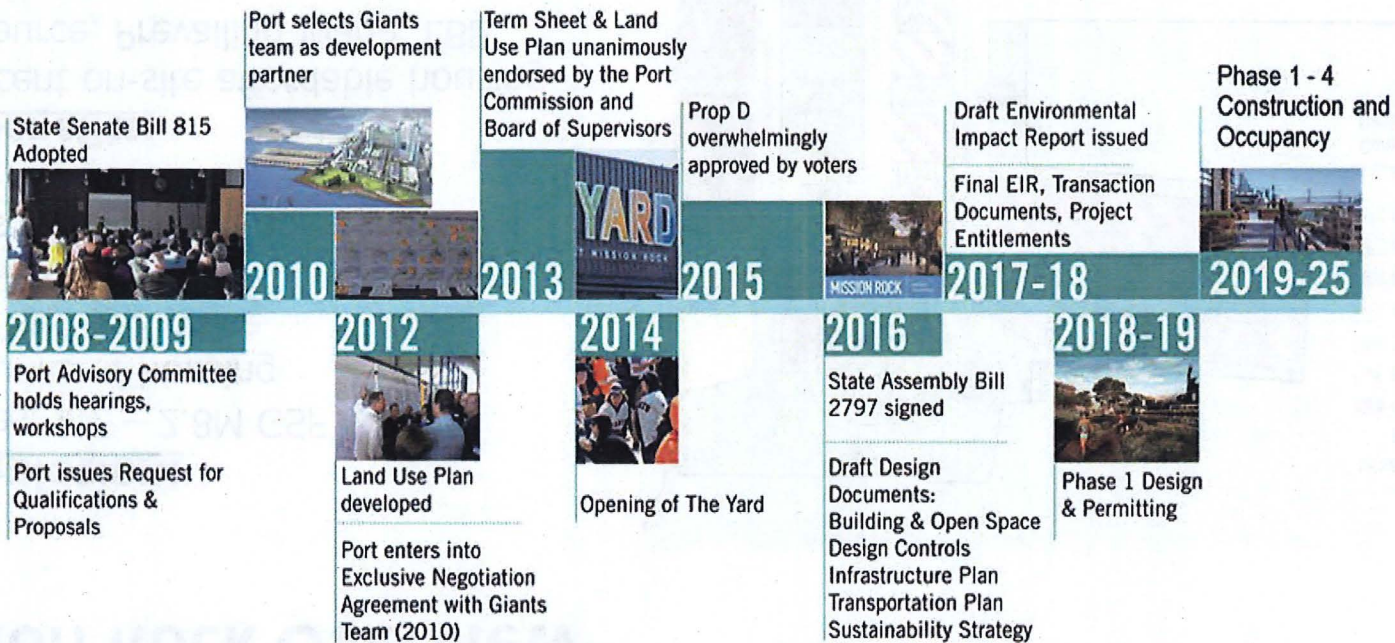 State Senate Bill 815
Adopted
2008-2009
Port Advisory Committee
holds hearings,
workshops
Port issues Request for
Qualifications &
Proposals
Port selects Giants
team as development
partner
2010
2012
Land Use Plan
developed
Port enters into
Exclusive Negotiation
Agreement with Giants
Team (2010)
Term Sheet & Land
Use Plan unanimously
endorsed by the Port
Commission and
Board of Supervisors
2013
YARD
T MISSION ROCK
2014
Opening of The Yard
Prop D
overwhelmingly
approved by voters
2015
MISSION ROCK
2016
State Assembly Bill
2797 signed
Draft Design
Documents:
Building & Open Space
Design Controls
Infrastructure Plan
Transportation Plan
Sustainability Strategy
Draft Environmental
Impact Report issued
Final EIR, Transaction
Documents, Project
Entitlements
2017-18
2018-19
Phase 1 Design
& Permitting
Phase 1 - 4
Construction and
Occupancy
2019-25